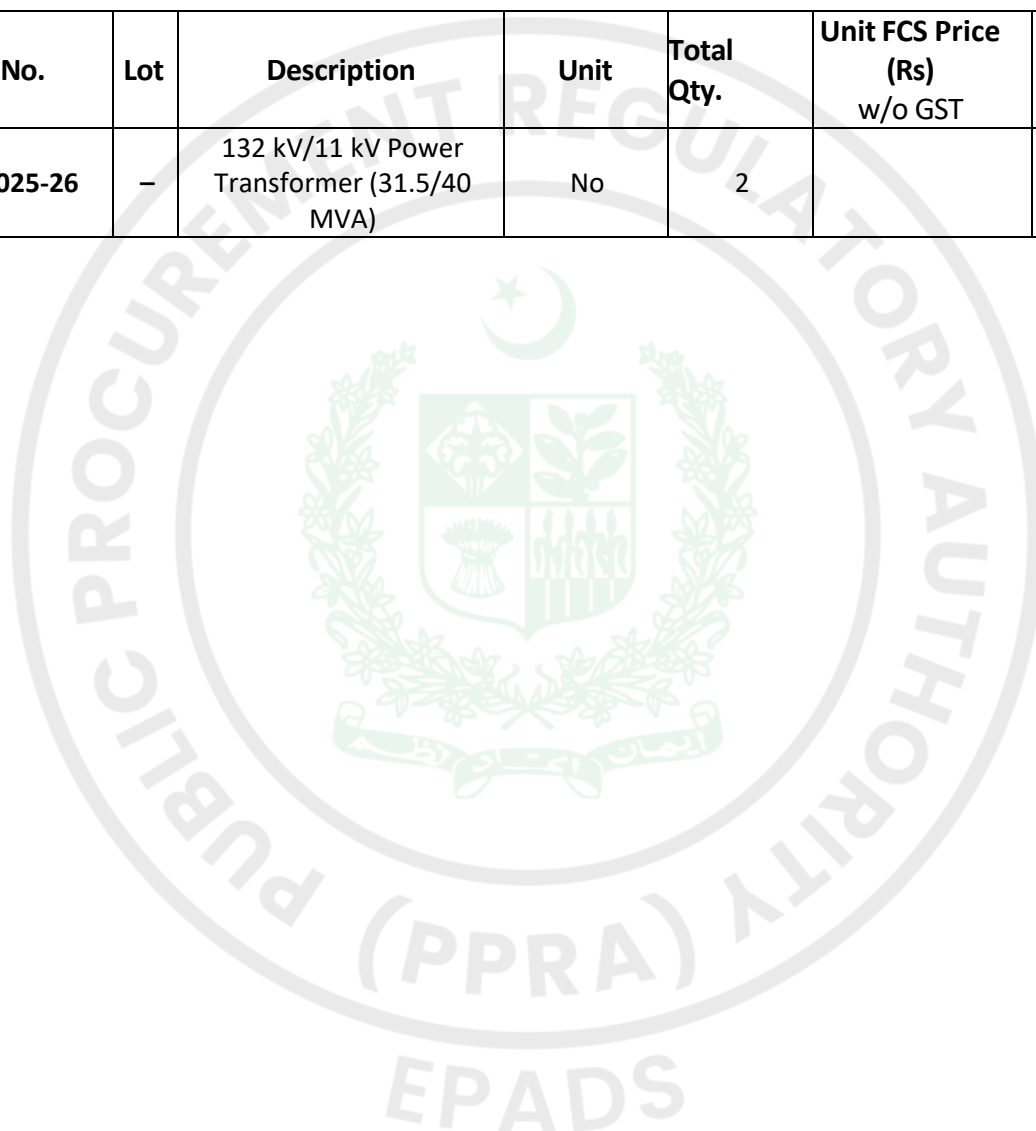 No.
Lot
Description
Unit
Total
Qty.
Unit FCS Price
(Rs)
w/o GST
025-26
–
132 kV/11 kV Power
Transformer (31.5/40
MVA)
No
2
PUBLIC PROCUREMENT REGULATORY AUTHORITY
(PPRA)
EPADS